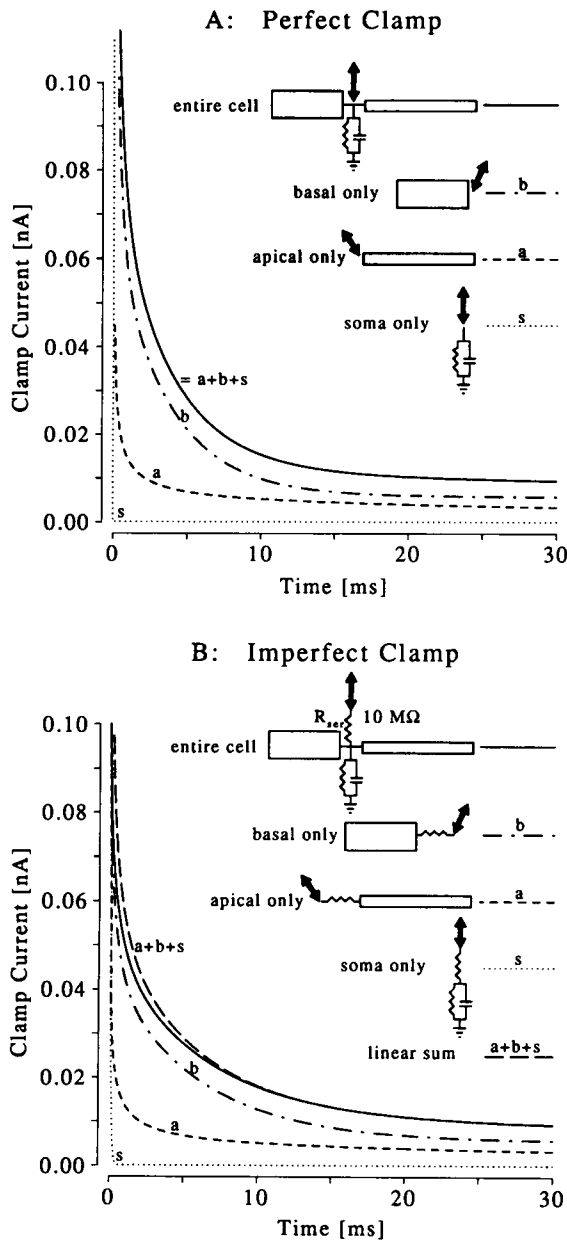 A: Perfect Clamp
Clamp Current [nA]
0.10
0.08
0.06
0.04
0.02
0.00
entire cell
basal only
b
apical only
a
soma only
s
= a+b+s
b
a
s
0
10
20
30
Time [ms]
B: Imperfect Clamp
Clamp Current [nA]
0.10
0.08
0.06
0.04
0.02
0.00
R_ser 10 MΩ
entire cell
basal only
b
apical only
a
soma only
s
linear sum
a+b+s
a+b+s
b
a
s
0
10
20
30
Time [ms]